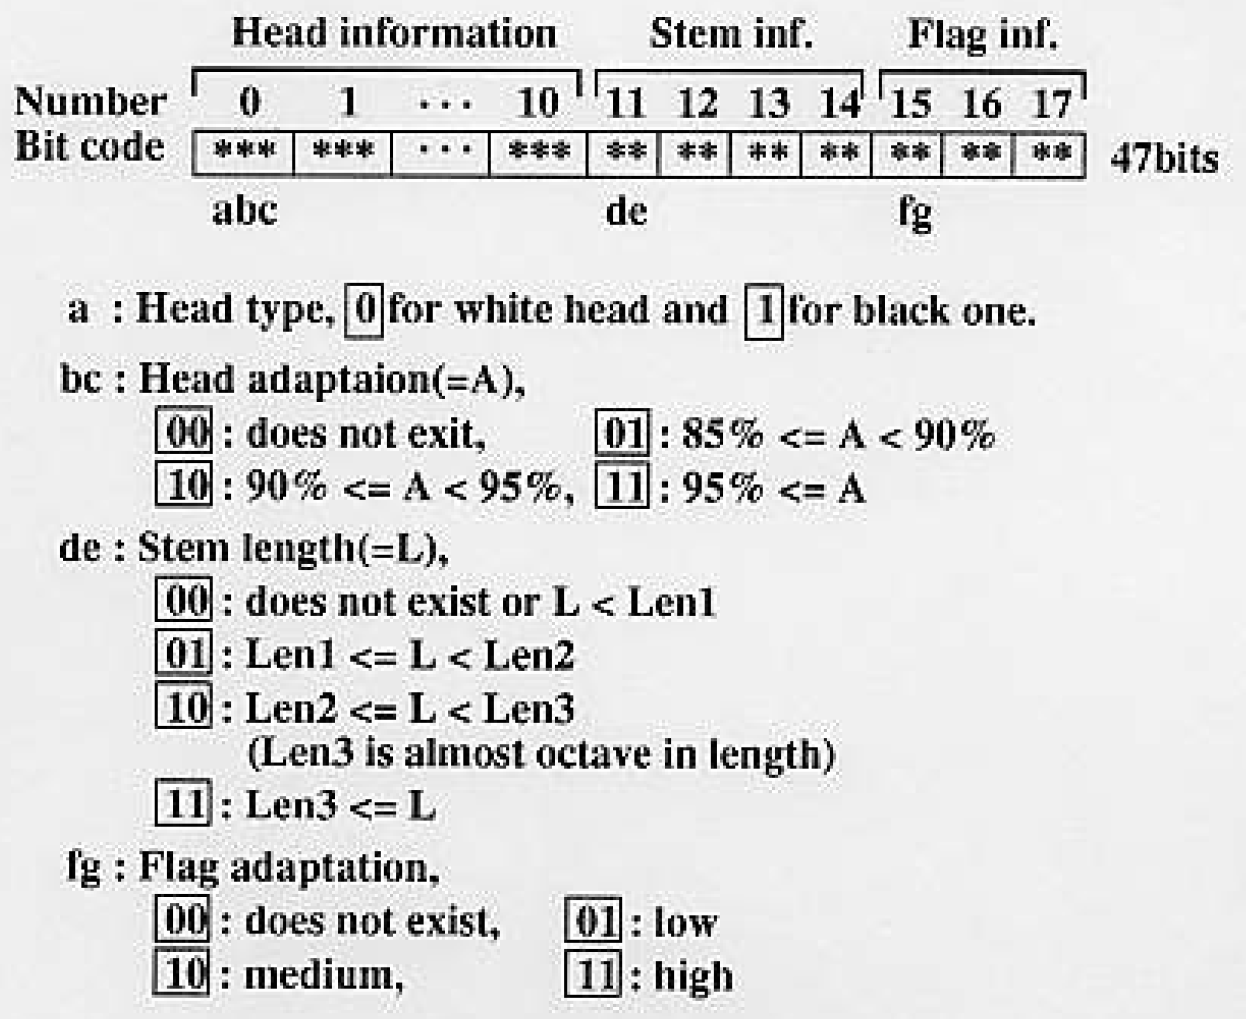 Head information Stem inf. Flag inf.
Number 0 1 ... 10 11 12 13 14 15 16 17
Bit code *** *** ... *** ** ** ** ** ** ** ** 47bits
abc de fg
a : Head type, 0 for white head and 1 for black one.
bc : Head adaptaion(=A),
00 : does not exit, 01 : 85% <= A < 90%
10 : 90% <= A < 95%, 11 : 95% <= A
de : Stem length(=L),
00 : does not exist or L < Len1
01 : Len1 <= L < Len2
10 : Len2 <= L < Len3
(Len3 is almost octave in length)
11 : Len3 <= L
fg : Flag adaptation,
00 : does not exist, 01 : low
10 : medium, 11 : high